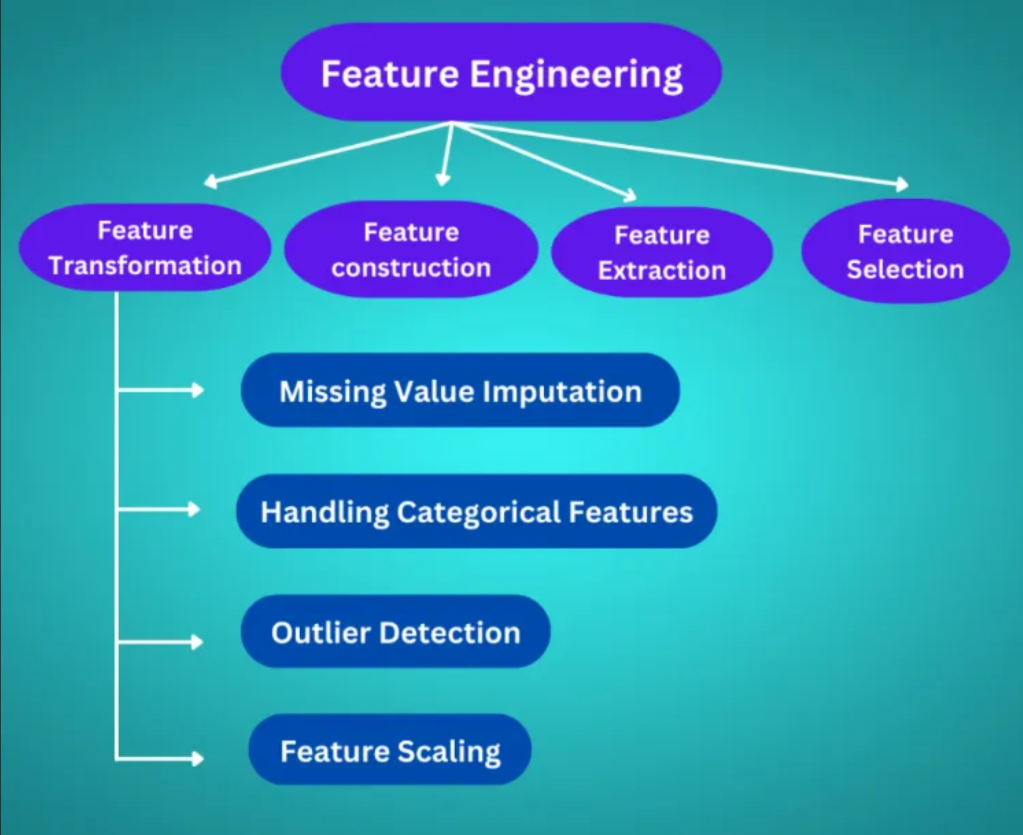 Feature Engineering
Feature
Transformation
Feature
construction
Feature
Extraction
Feature
Selection
Missing Value Imputation
Handling Categorical Features
Outlier Detection
Feature Scaling